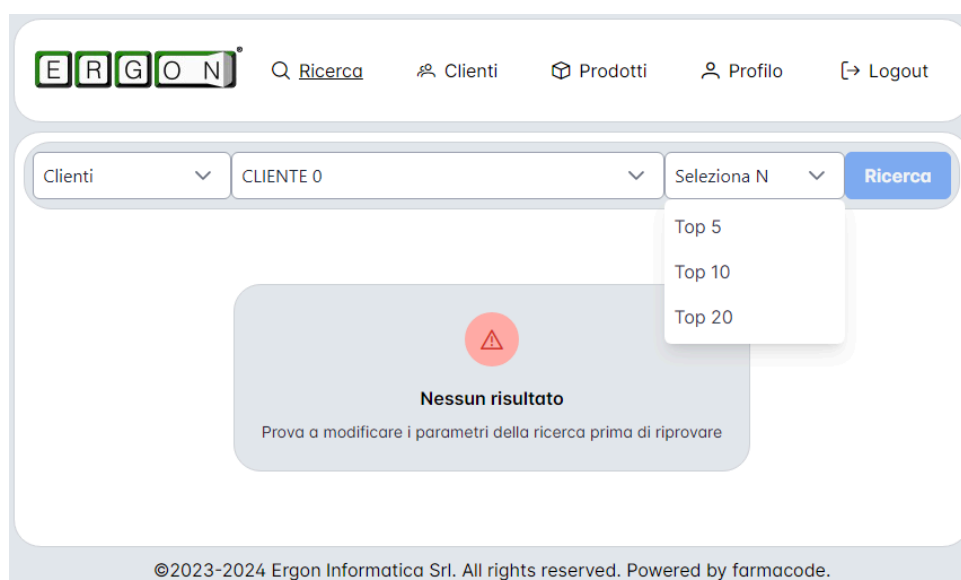 ERGON® Ricerca Clienti Prodotti Profilo Logout
Clienti CLIENTE 0 Seleziona N Ricerca
Top 5
Top 10
Top 20
Nessun risultato
Prova a modificare i parametri della ricerca prima di riprovare
©2023-2024 Ergon Informatica Srl. All rights reserved. Powered by farmacode.